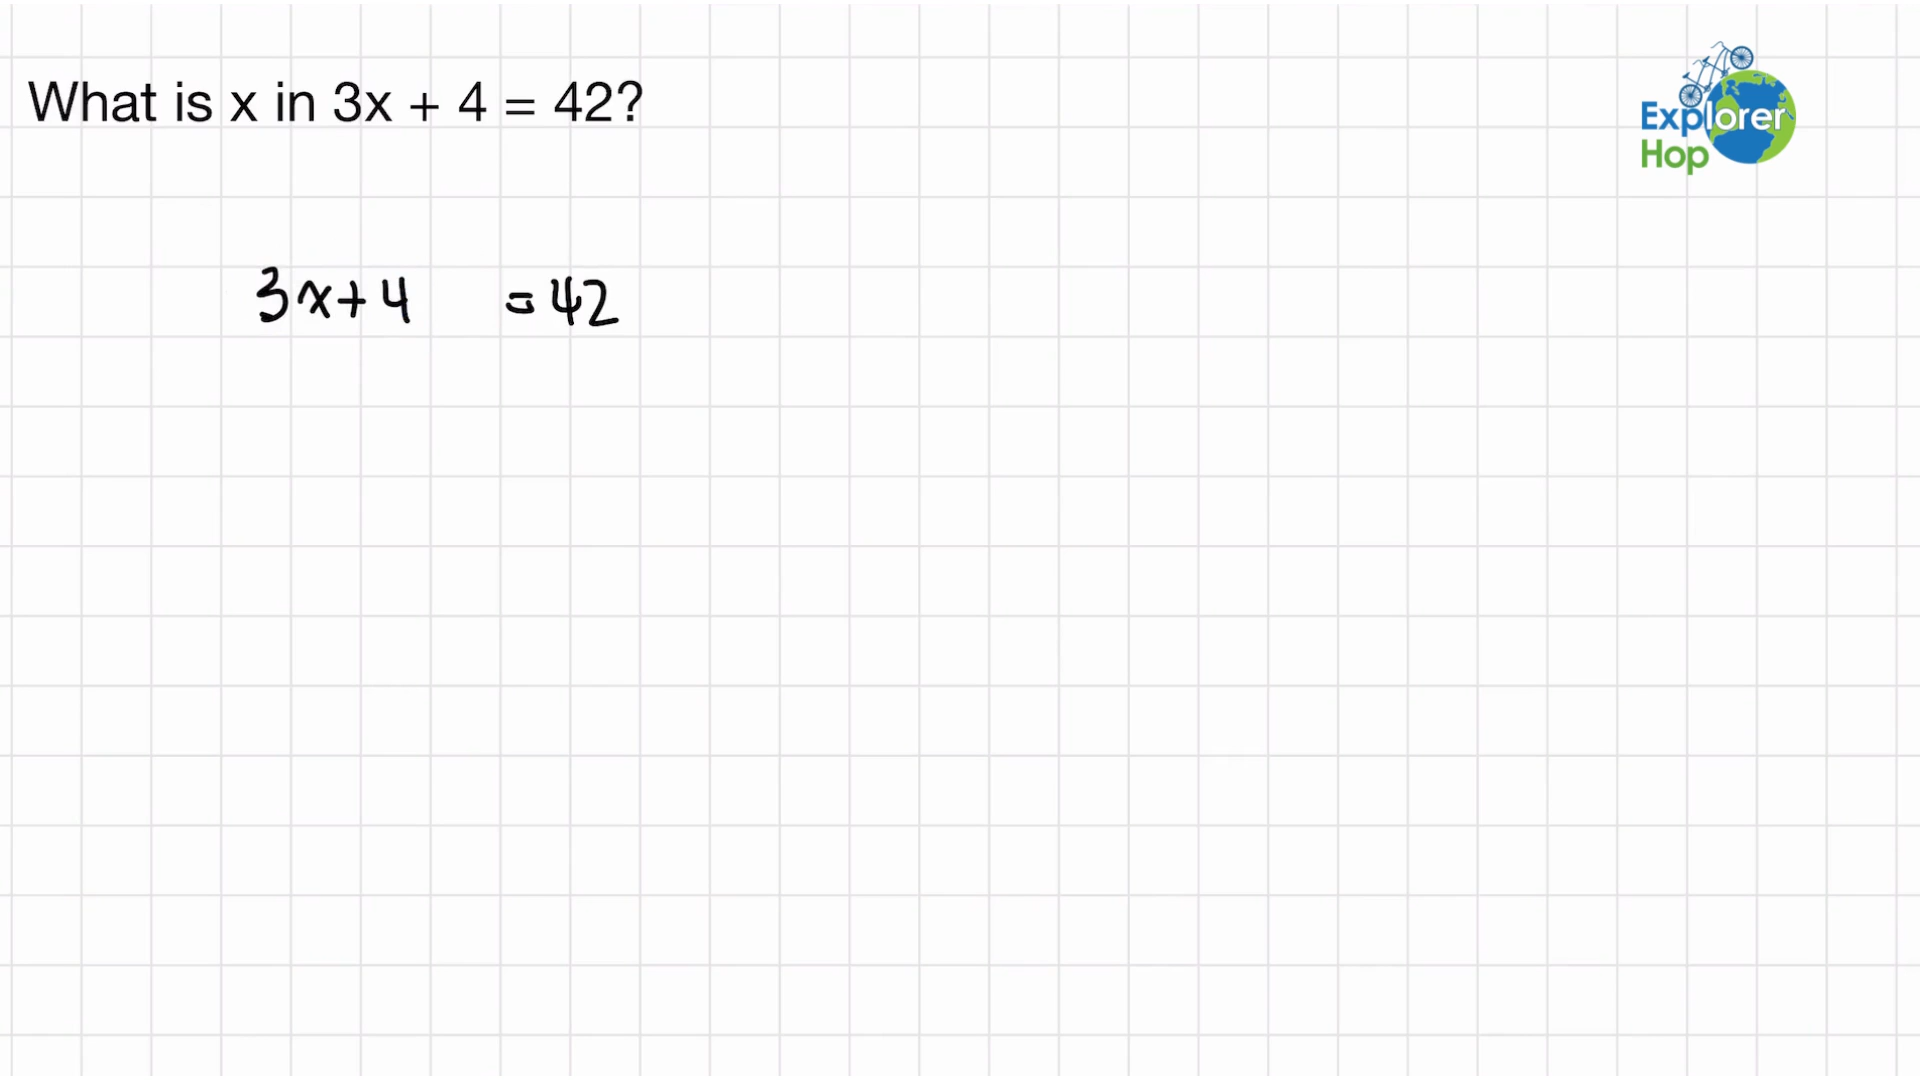 What is x in 3x + 4 = 42?
Explorer
Hop
3x+4 = 42